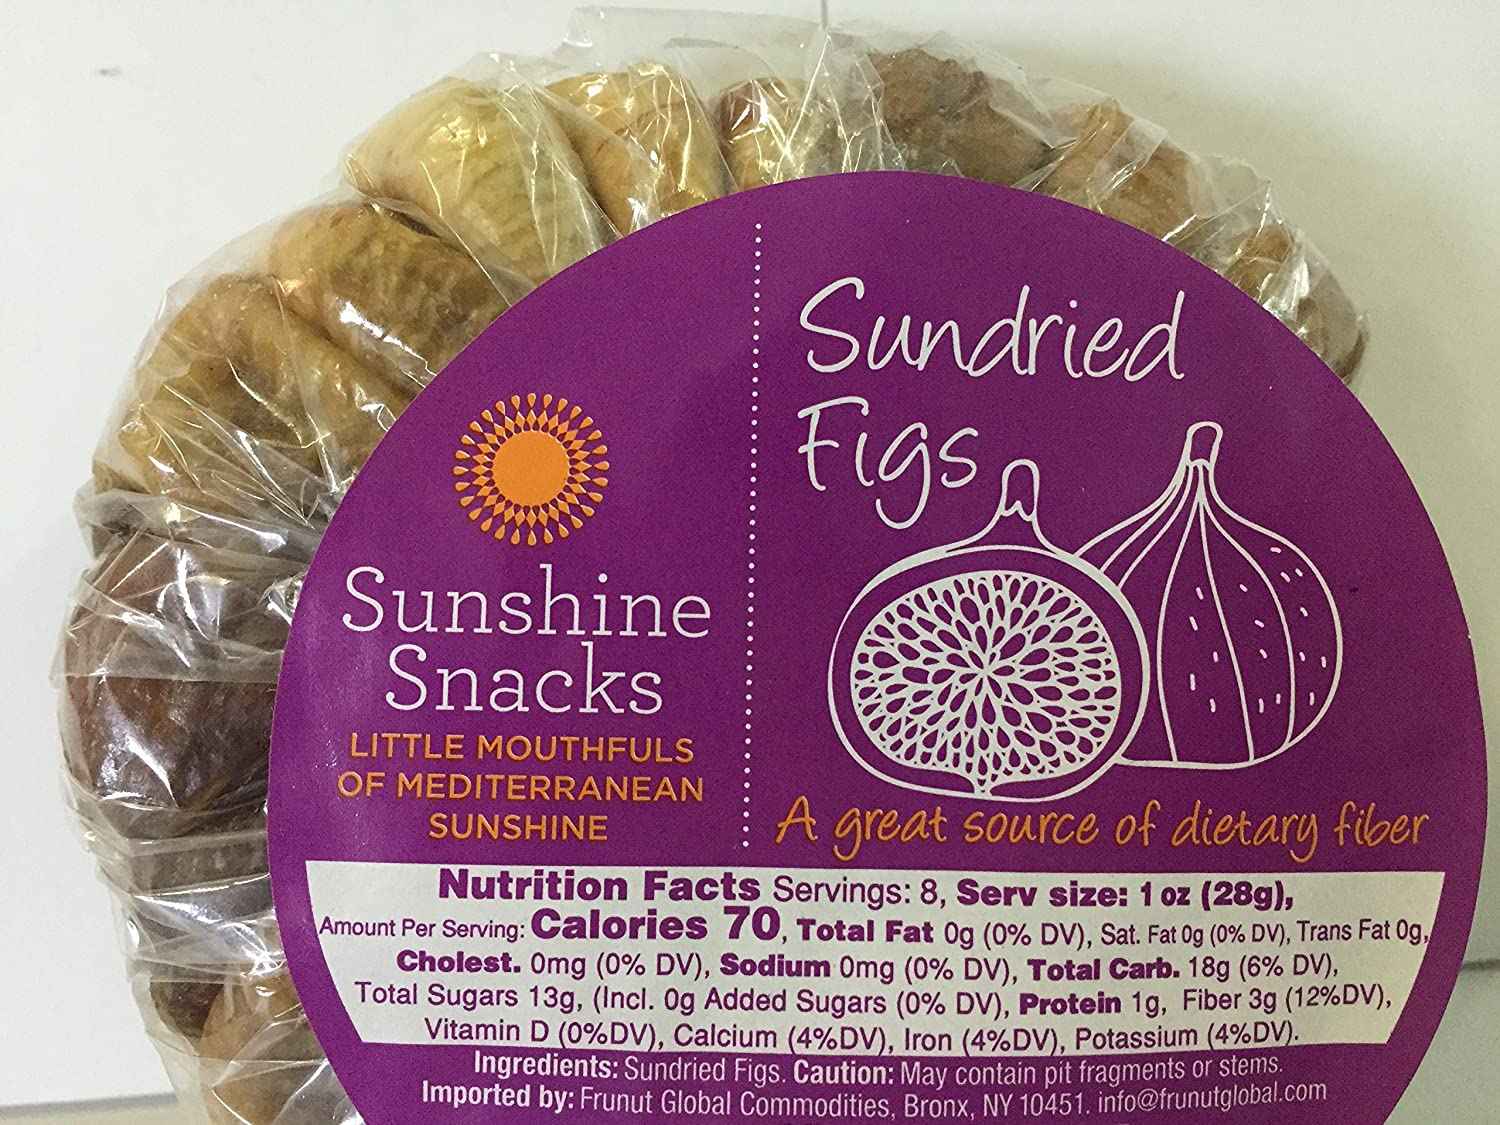 Sundried
Figs
Sunshine
Snacks
LITTLE MOUTHFULS
OF MEDITERRANEAN
SUNSHINE
A great source of dietary fiber
Nutrition Facts Servings: 8, Serv size: 1 oz (28g),
Amount Per Serving: Calories 70, Total Fat 0g (0% DV), Sat. Fat 0g (0% DV), Trans Fat 0g,
Cholest. 0mg (0% DV), Sodium 0mg (0% DV), Total Carb. 18g (6% DV),
Total Sugars 13g, (Incl. 0g Added Sugars (0% DV), Protein 1g, Fiber 3g (12%DV),
Vitamin D (0%DV), Calcium (4%DV), Iron (4%DV), Potassium (4%DV).
Ingredients: Sundried Figs. Caution: May contain pit fragments or stems.
Imported by: Frunut Global Commodities, Bronx, NY 10451. info@frunutglobal.com